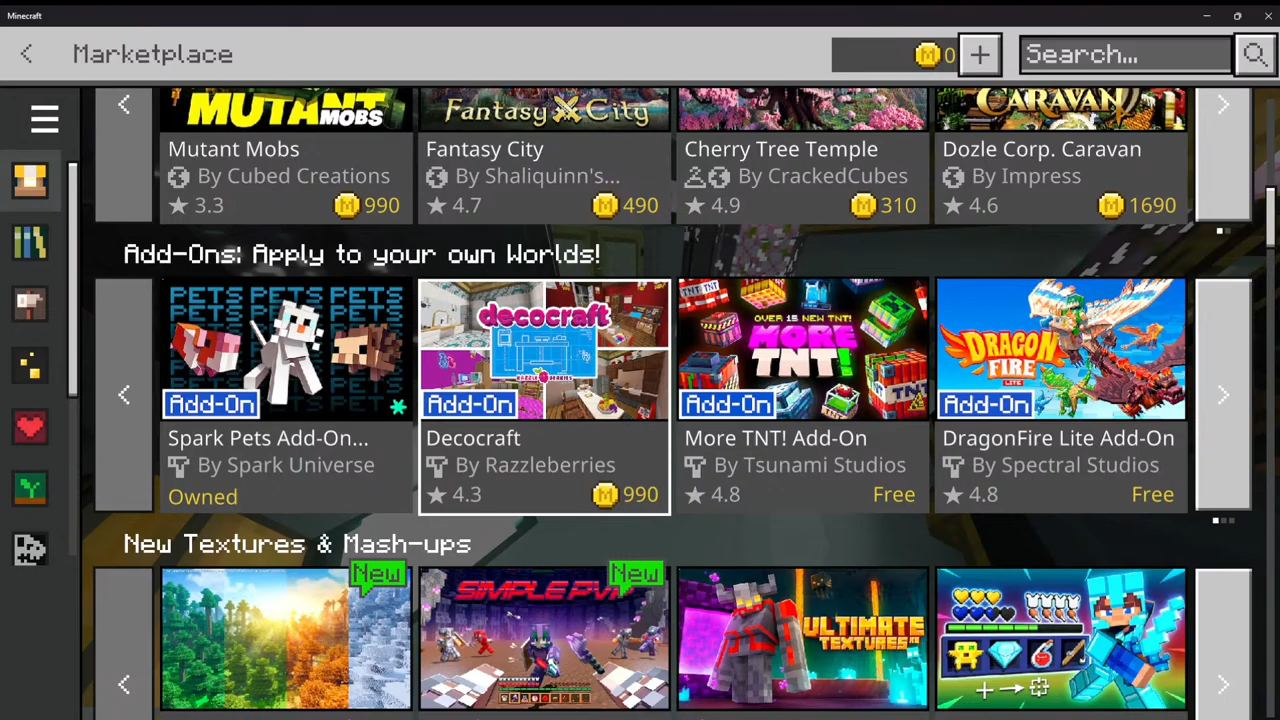 Minecraft
Marketplace
0
Search...
MUTANT MOBS
Fantasy City
CARAVAN
Mutant Mobs
Fantasy City
Cherry Tree Temple
Dozle Corp. Caravan
By Cubed Creations
By Shaliquinn's...
By CrackedCubes
By Impress
3.3
990
4.7
490
4.9
310
4.6
1690
Add-Ons: Apply to your own Worlds!
PETS PETS PETS
decocraft
RAZZLEBERRIES
OVER 15 NEW TNT!
MORE
TNT!
DRAGON
FIRE
LITE
Add-On
Add-On
Add-On
Add-On
Spark Pets Add-On...
Decocraft
More TNT! Add-On
DragonFire Lite Add-On
By Spark Universe
By Razzleberries
By Tsunami Studios
By Spectral Studios
Owned
4.3
990
4.8
Free
4.8
Free
New Textures & Mash-ups
New
New
SIMPLE PVP
ULTIMATE
TEXTURES